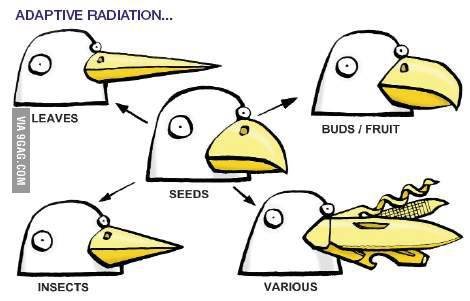 ADAPTIVE RADIATION...
LEAVES
BUDS / FRUIT
VIA 9GAG.COM
SEEDS
INSECTS
VARIOUS